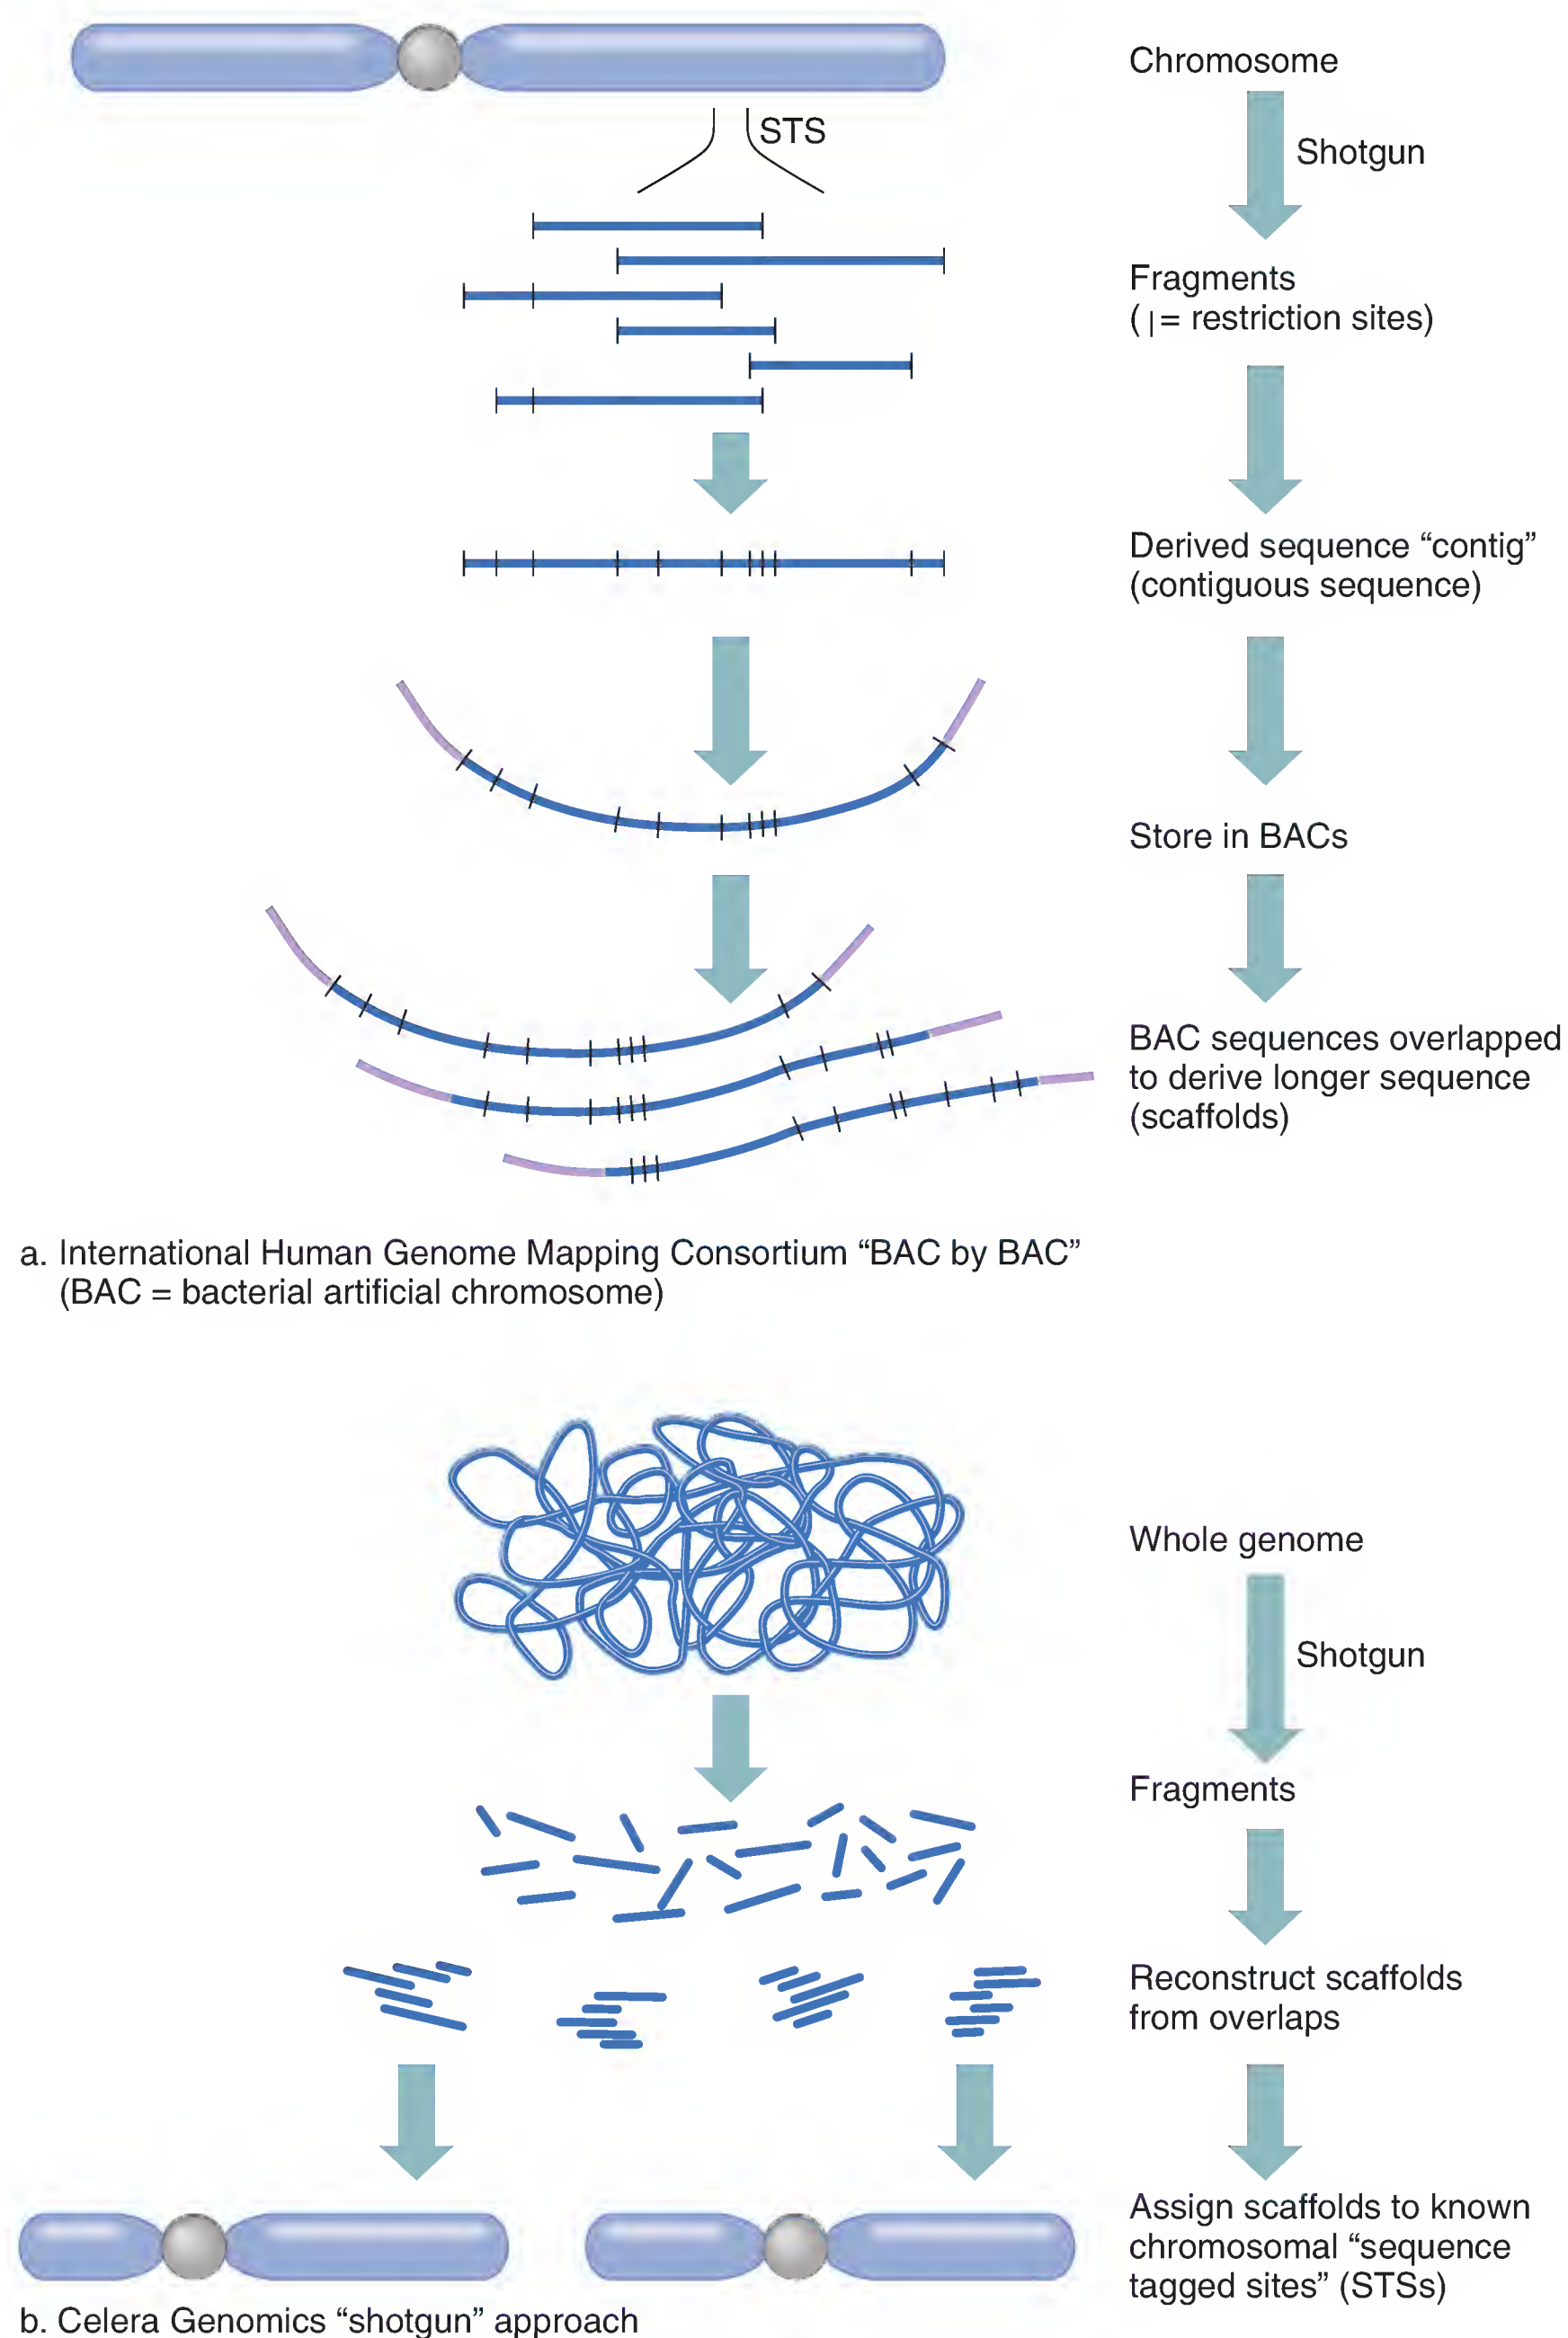 Chromosome
STS
Shotgun
Fragments
( | = restriction sites)
Derived sequence “contig”
(contiguous sequence)
Store in BACs
BAC sequences overlapped
to derive longer sequence
(scaffolds)
a. International Human Genome Mapping Consortium “BAC by BAC”
(BAC = bacterial artificial chromosome)
Whole genome
Shotgun
Fragments
Reconstruct scaffolds
from overlaps
Assign scaffolds to known
chromosomal “sequence
tagged sites” (STSs)
b. Celera Genomics “shotgun” approach